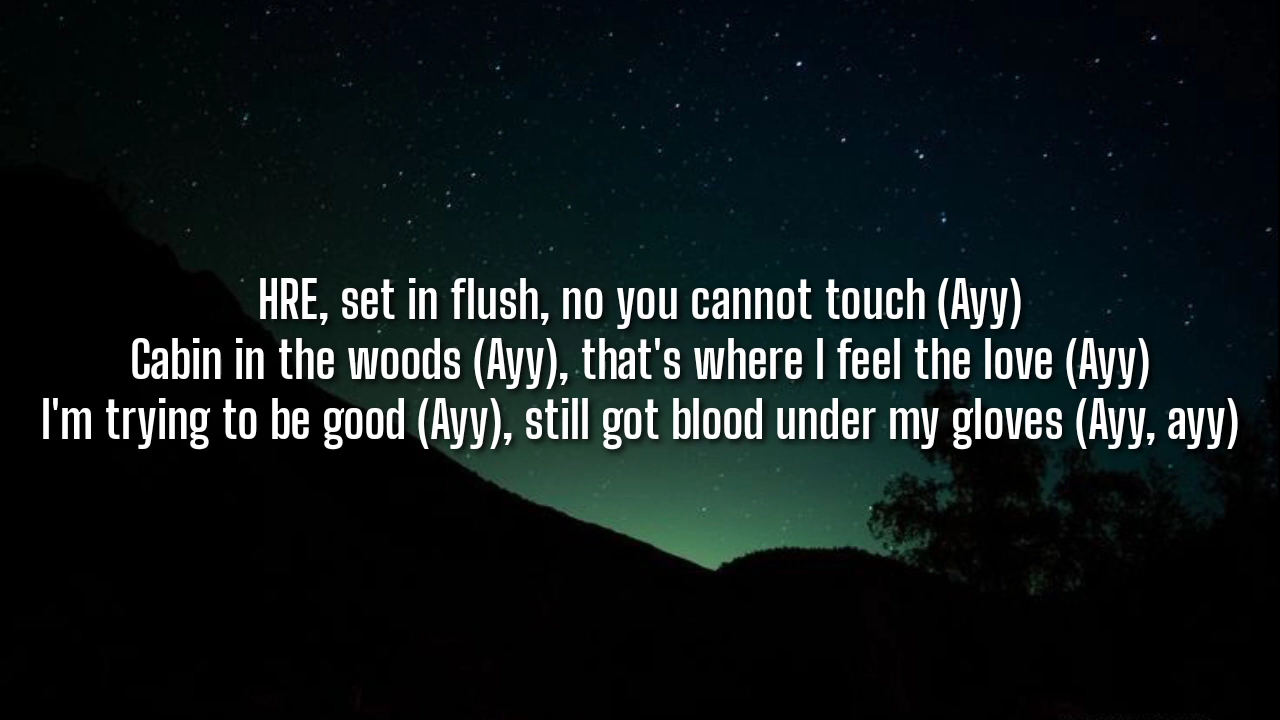 HRE, set in flush, no you cannot touch (Ayy)
Cabin in the woods (Ayy), that's where I feel the love (Ayy)
I'm trying to be good (Ayy), still got blood under my gloves (Ayy, ayy)